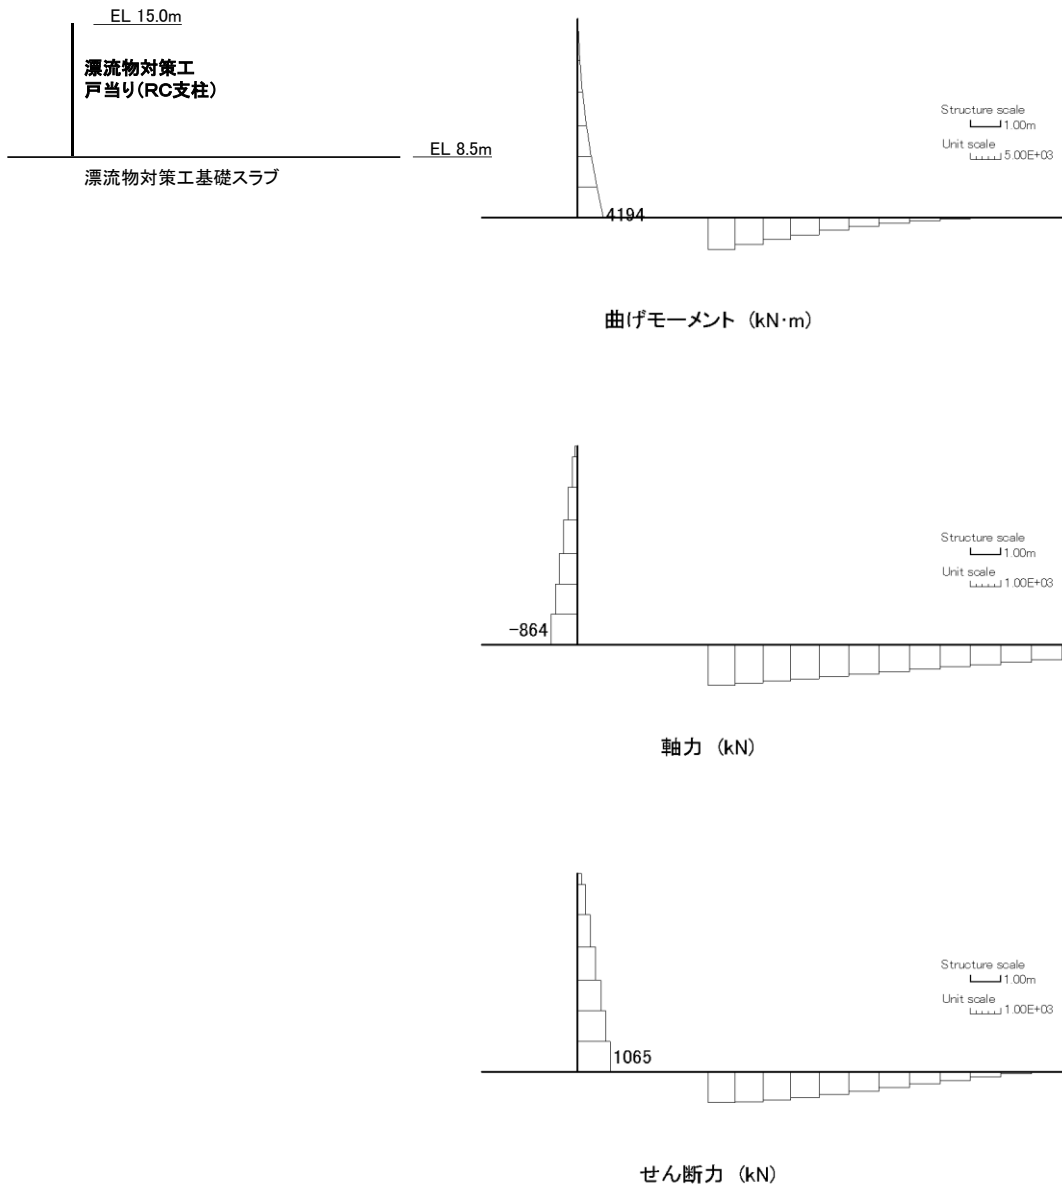 EL 15.0m
漂流物対策工
戸当り(RC支柱)
EL 8.5m
漂流物対策工基礎スラブ
Structure scale
1.00m
Unit scale
5.00E+03
4194
曲げモーメント (kN･m)
Structure scale
1.00m
Unit scale
1.00E+03
-864
軸力 (kN)
Structure scale
1.00m
Unit scale
1.00E+03
1065
せん断力 (kN)